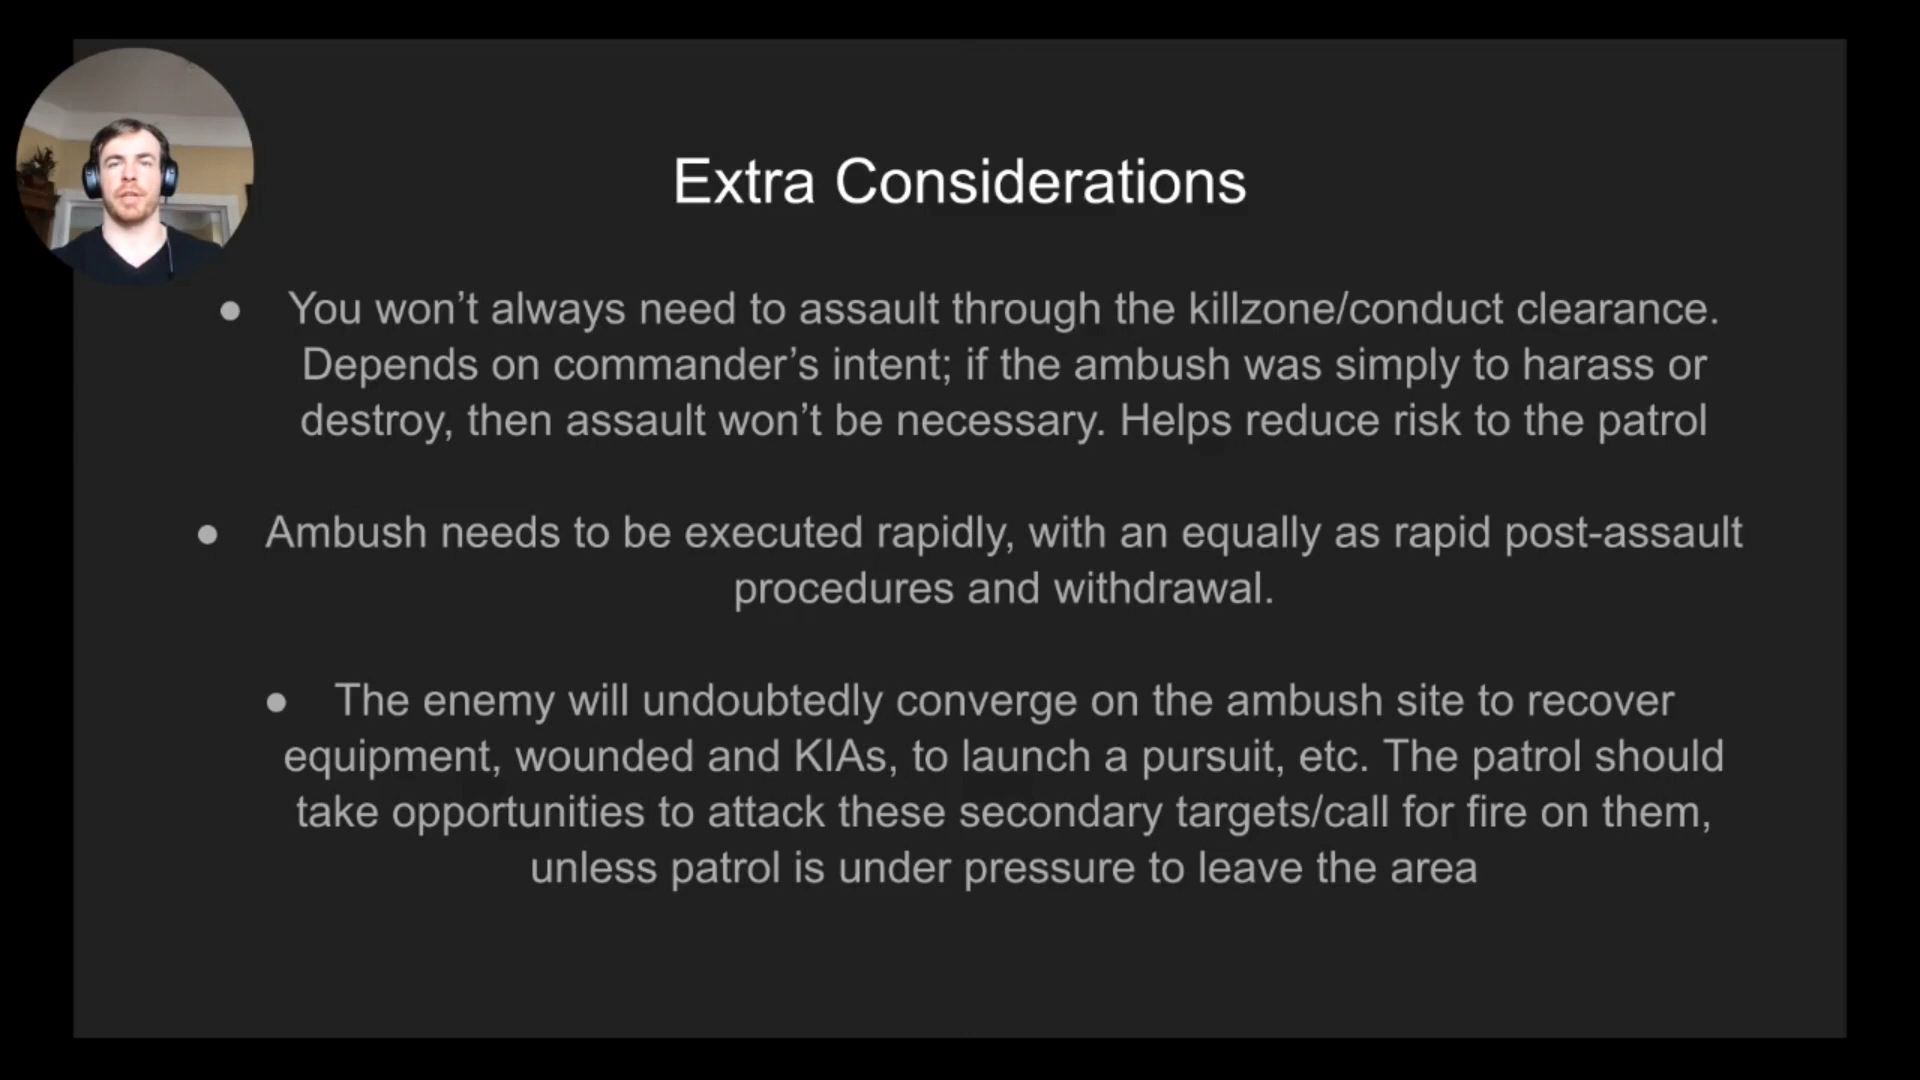 Extra Considerations
● You won’t always need to assault through the killzone/conduct clearance.
Depends on commander’s intent; if the ambush was simply to harass or
destroy, then assault won’t be necessary. Helps reduce risk to the patrol
● Ambush needs to be executed rapidly, with an equally as rapid post-assault
procedures and withdrawal.
● The enemy will undoubtedly converge on the ambush site to recover
equipment, wounded and KIAs, to launch a pursuit, etc. The patrol should
take opportunities to attack these secondary targets/call for fire on them,
unless patrol is under pressure to leave the area